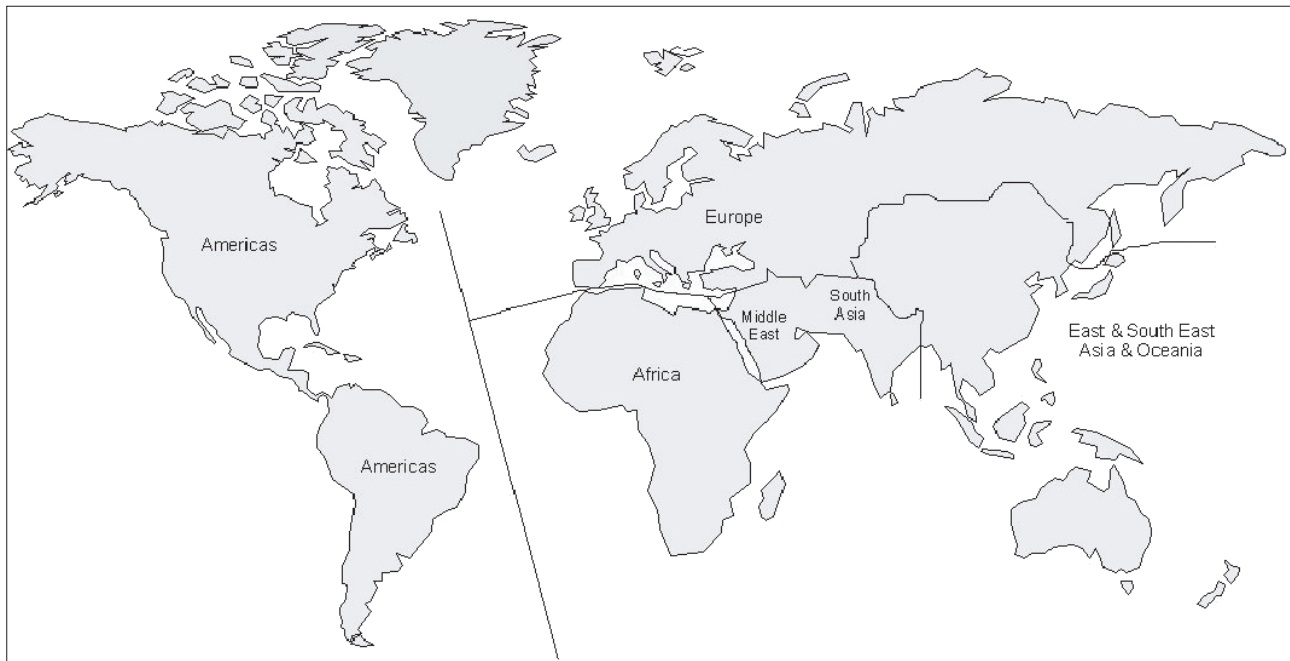 Europe
Americas
South
Asia
Middle
East
East & South East
Asia & Oceania
Africa
Americas